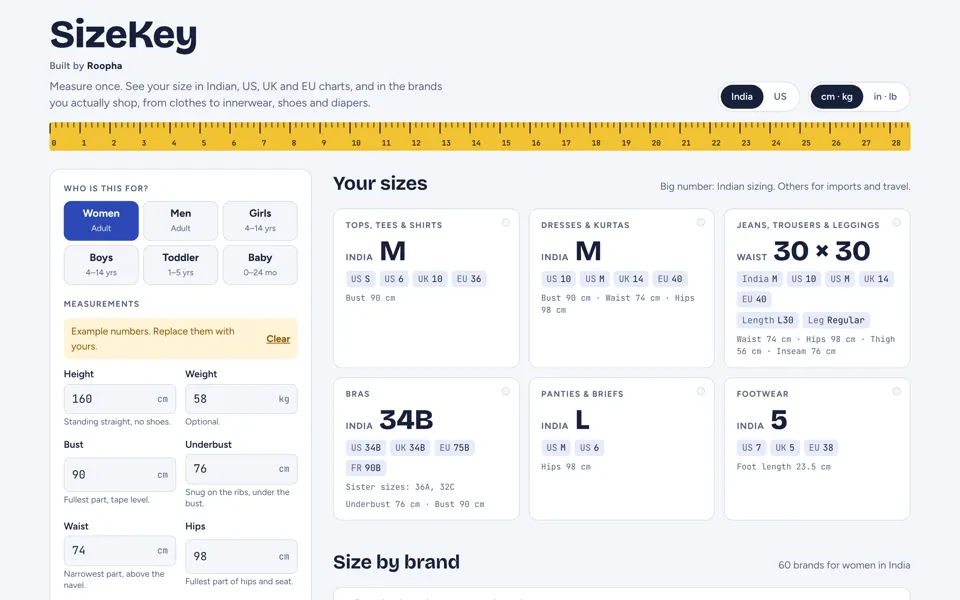 SizeKey
Built by Roopha
Measure once. See your size in Indian, US, UK and EU charts, and in the brands
you actually shop, from clothes to innerwear, shoes and diapers.
India US cm · kg in · lb
0 1 2 3 4 5 6 7 8 9 10 11 12 13 14 15 16 17 18 19 20 21 22 23 24 25 26 27 28
WHO IS THIS FOR?
Women
Adult
Men
Adult
Girls
4–14 yrs
Boys
4–14 yrs
Toddler
1–5 yrs
Baby
0–24 mo
MEASUREMENTS
Example numbers. Replace them with
yours.
Clear
Height
160 cm
Standing straight, no shoes.
Weight
58 kg
Optional.
Bust
90 cm
Fullest part, tape level.
Underbust
76 cm
Snug on the ribs, under the
bust.
Waist
74 cm
Narrowest part, above the
navel.
Hips
98 cm
Fullest part of hips and seat.
Your sizes
Big number: Indian sizing. Others for imports and travel.
TOPS, TEES & SHIRTS
INDIA M
US S US 6 UK 10 EU 36
Bust 90 cm
DRESSES & KURTAS
INDIA M
US 10 US M UK 14 EU 40
Bust 90 cm · Waist 74 cm · Hips
98 cm
JEANS, TROUSERS & LEGGINGS
WAIST 30 × 30
India M US 10 US M UK 14
EU 40
Length L30 Leg Regular
Waist 74 cm · Hips 98 cm · Thigh
56 cm · Inseam 76 cm
BRAS
INDIA 34B
US 34B UK 34B EU 75B
FR 90B
Sister sizes: 36A, 32C
Underbust 76 cm · Bust 90 cm
PANTIES & BRIEFS
INDIA L
US M US 6
Hips 98 cm
FOOTWEAR
INDIA 5
US 7 UK 5 EU 38
Foot length 23.5 cm
Size by brand
60 brands for women in India